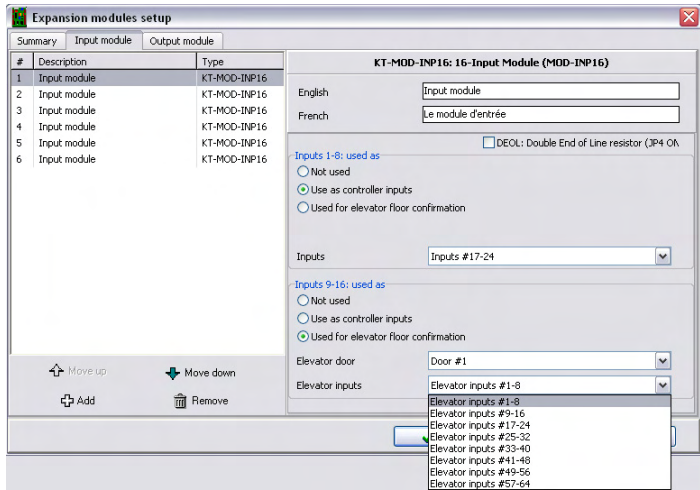 Expansion modules setup
Summary Input module Output module
# Description Type
1 Input module KT-MOD-INP16
2 Input module KT-MOD-INP16
3 Input module KT-MOD-INP16
4 Input module KT-MOD-INP16
5 Input module KT-MOD-INP16
6 Input module KT-MOD-INP16
Move up Move down
Add Remove
KT-MOD-INP16: 16-Input Module (MOD-INP16)
English Input module
French Le module d'entrée
DEOL: Double End of Line resistor (JP4 ON
Inputs 1-8: used as
Not used
Use as controller inputs
Used for elevator floor confirmation
Inputs Inputs #17-24
Inputs 9-16: used as
Not used
Use as controller inputs
Used for elevator floor confirmation
Elevator door Door #1
Elevator inputs Elevator inputs #1-8
Elevator inputs #1-8
Elevator inputs #9-16
Elevator inputs #17-24
Elevator inputs #25-32
Elevator inputs #33-40
Elevator inputs #41-48
Elevator inputs #49-56
Elevator inputs #57-64